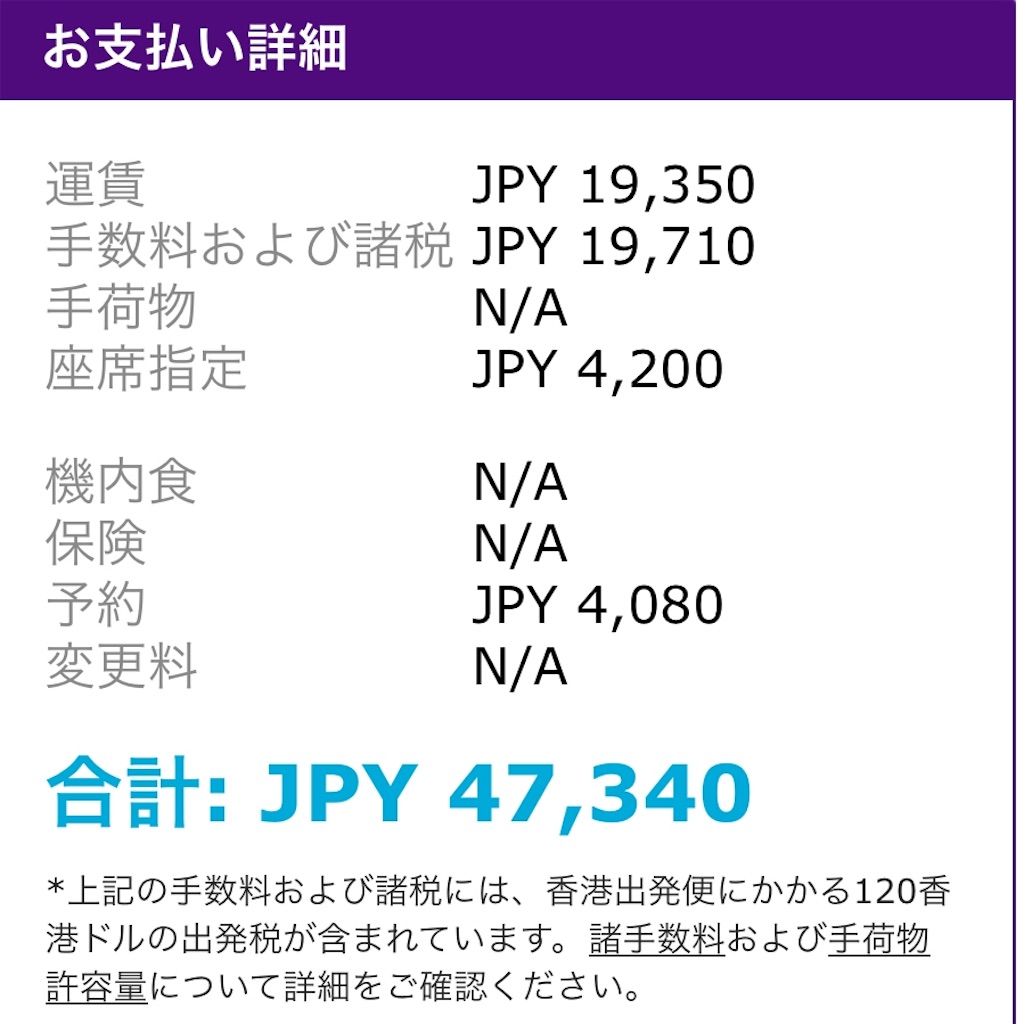 お支払い詳細
運賃 JPY 19,350
手数料および諸税 JPY 19,710
手荷物 N/A
座席指定 JPY 4,200
機内食 N/A
保険 N/A
予約 JPY 4,080
変更料 N/A
合計: JPY 47,340
*上記の手数料および諸税には、香港出発便にかかる120香
港ドルの出発税が含まれています。諸手数料および手荷物
許容量について詳細をご確認ください。